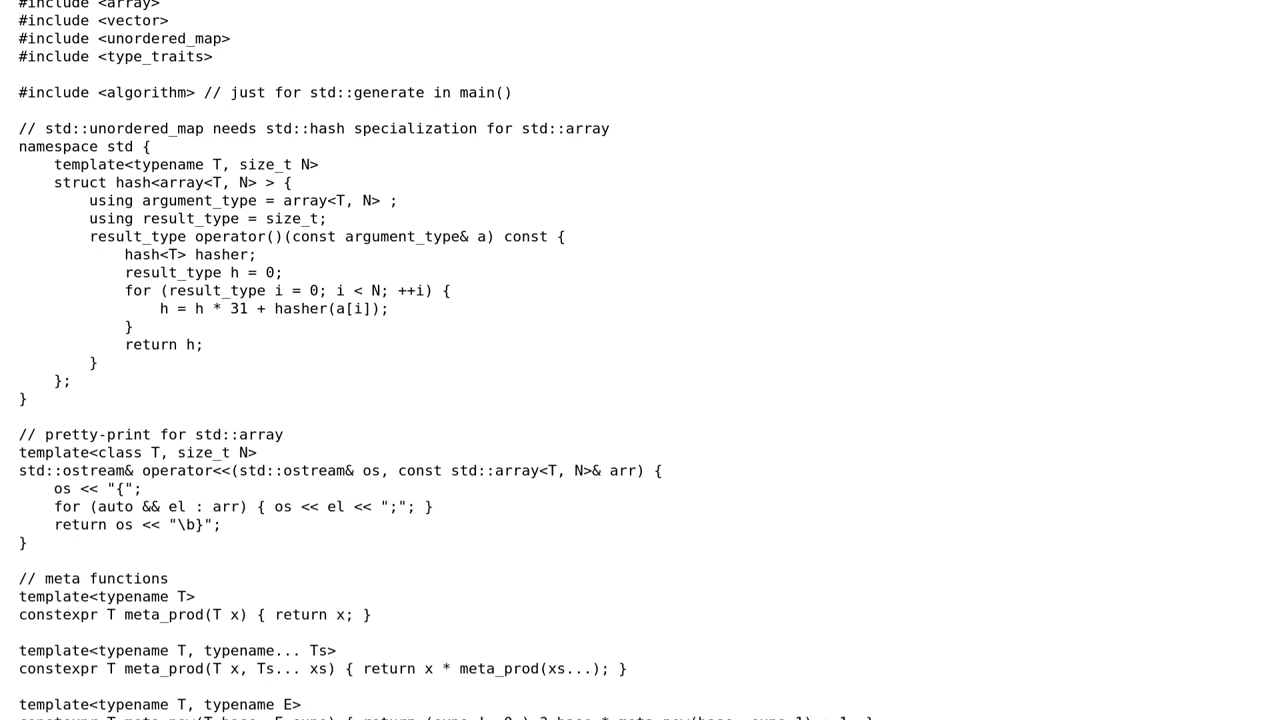 #include <array>
#include <vector>
#include <unordered_map>
#include <type_traits>

#include <algorithm> // just for std::generate in main()

// std::unordered_map needs std::hash specialization for std::array
namespace std {
    template<typename T, size_t N>
    struct hash<array<T, N> > {
        using argument_type = array<T, N> ;
        using result_type = size_t;
        result_type operator()(const argument_type& a) const {
            hash<T> hasher;
            result_type h = 0;
            for (result_type i = 0; i < N; ++i) {
                h = h * 31 + hasher(a[i]);
            }
            return h;
        }
    };
}

// pretty-print for std::array
template<class T, size_t N>
std::ostream& operator<<(std::ostream& os, const std::array<T, N>& arr) {
    os << "{";
    for (auto && el : arr) { os << el << ";"; }
    return os << "\b}";
}

// meta functions
template<typename T>
constexpr T meta_prod(T x) { return x; }

template<typename T, typename... Ts>
constexpr T meta_prod(T x, Ts... xs) { return x * meta_prod(xs...); }

template<typename T, typename E>